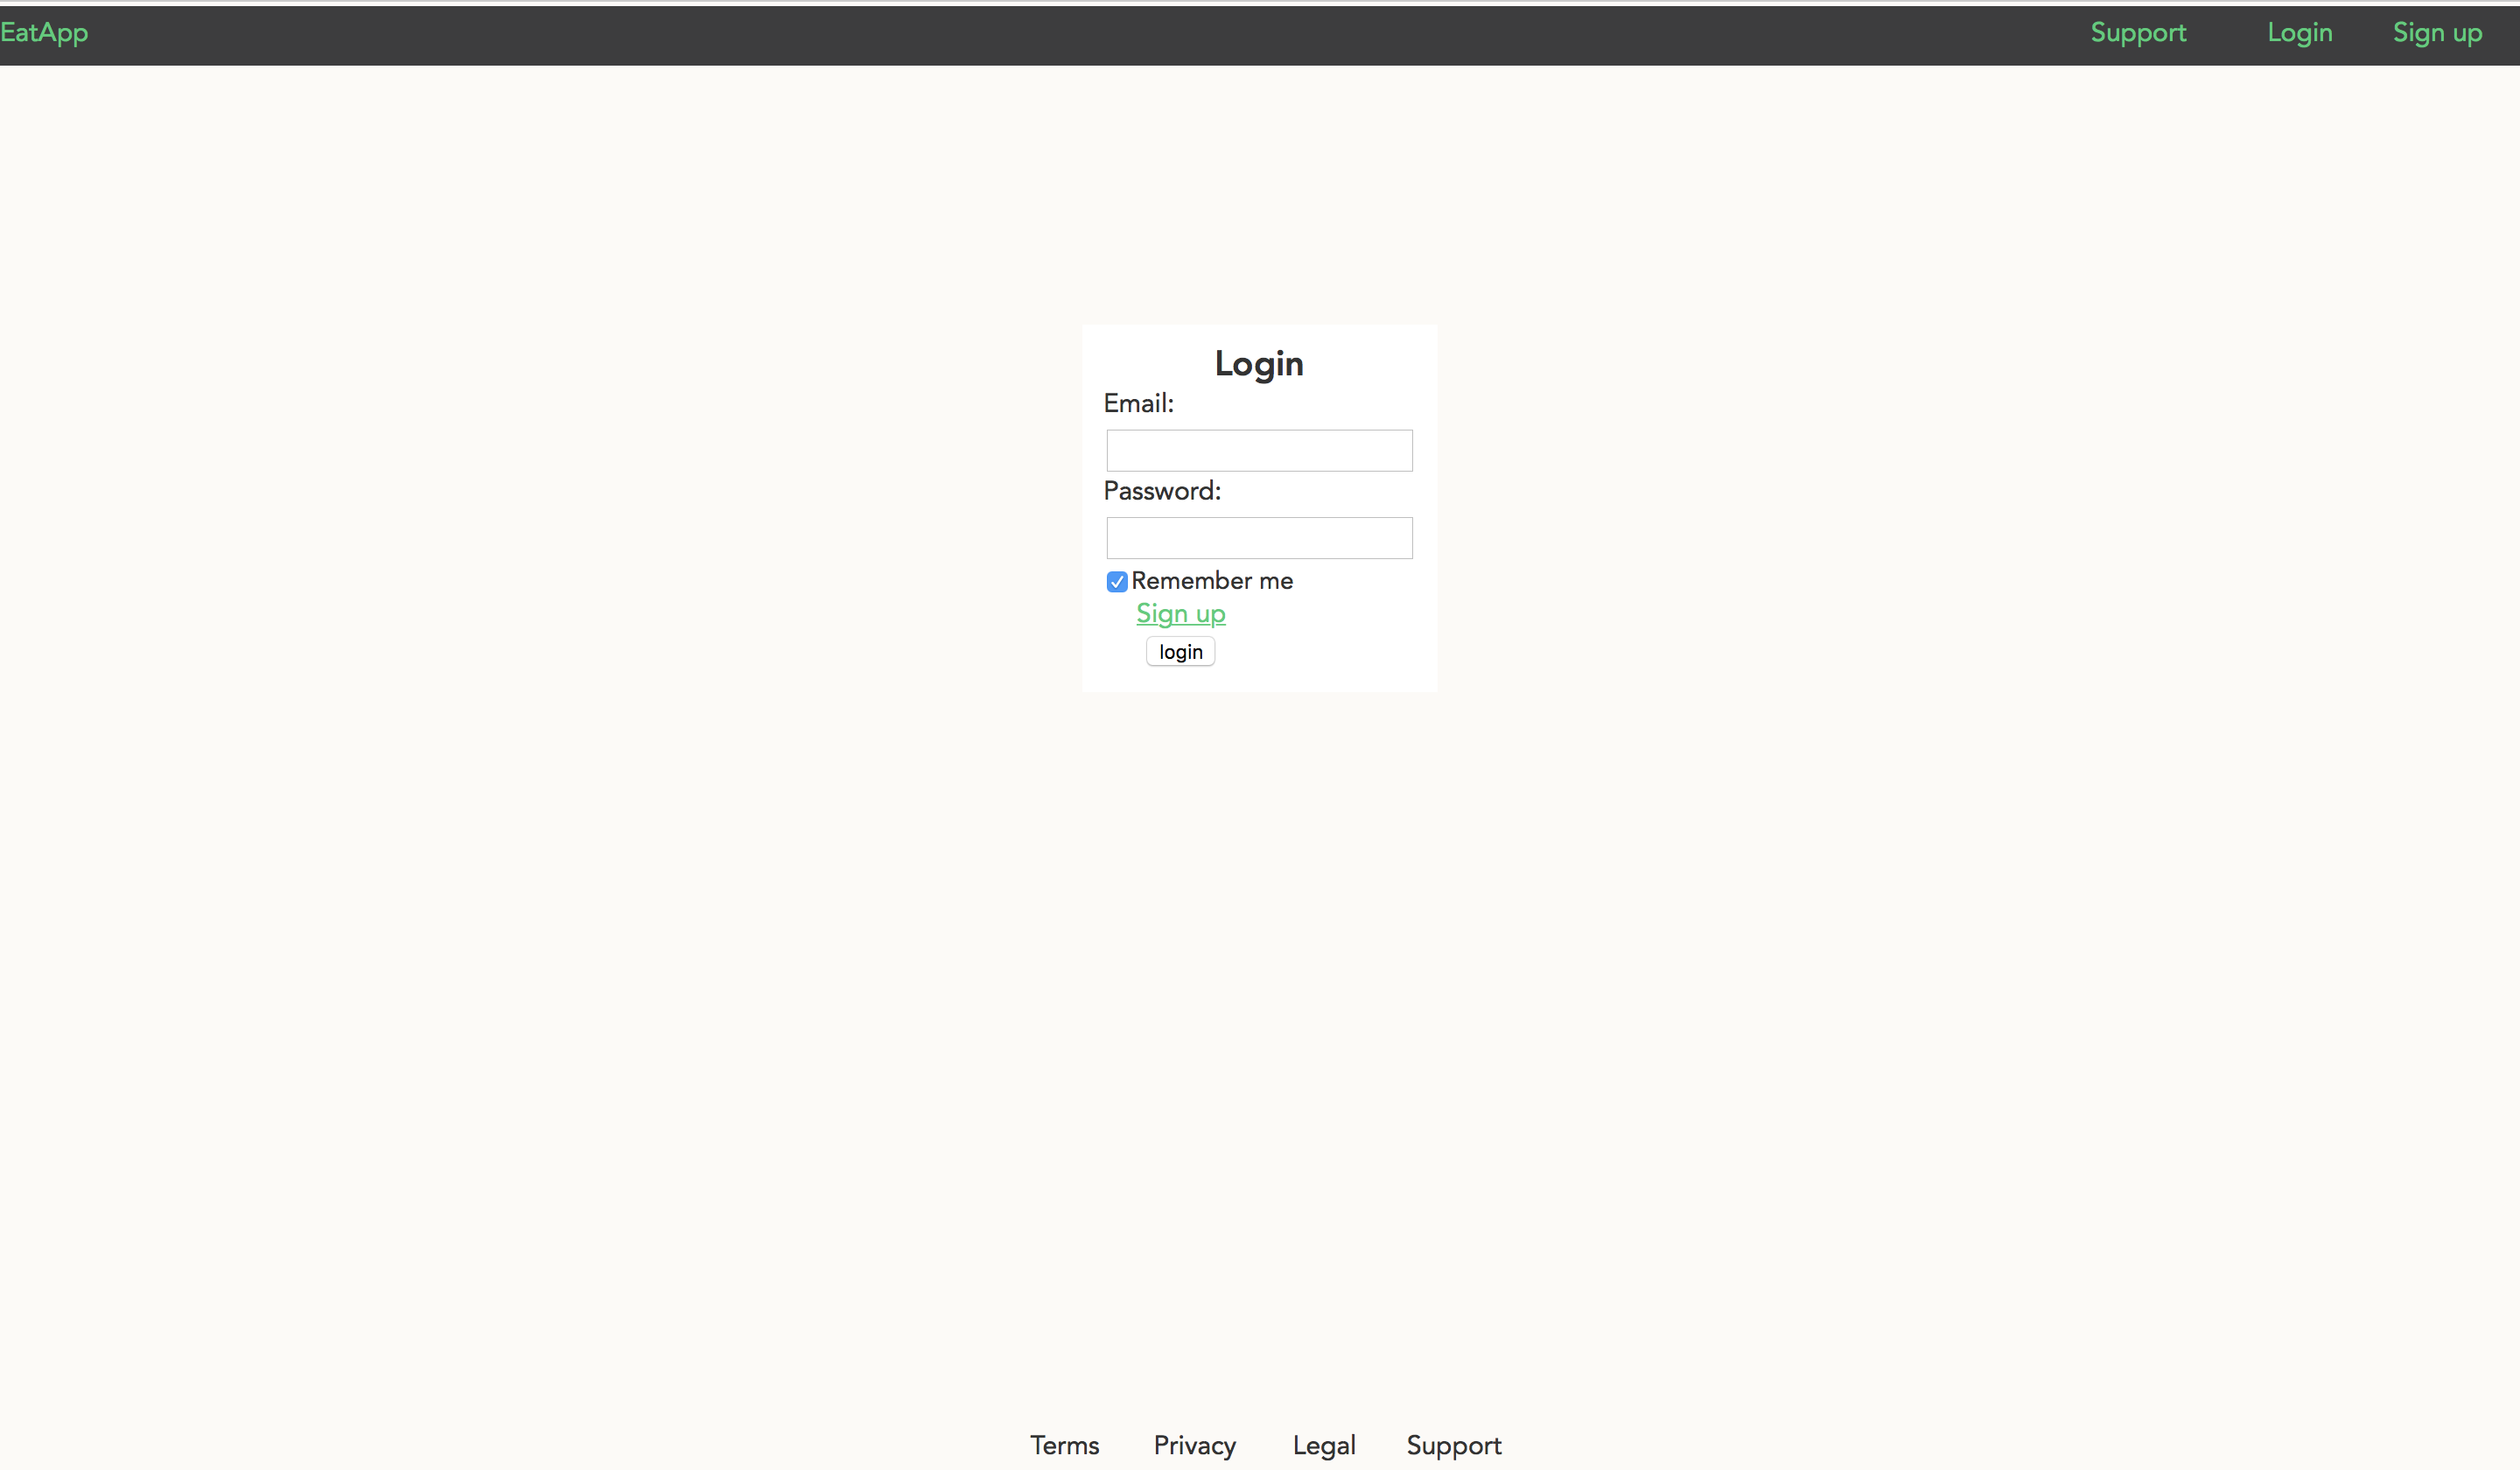 EatApp Support Login Sign up
Login
Email:
Password:
Remember me
Sign up
login
Terms Privacy Legal Support